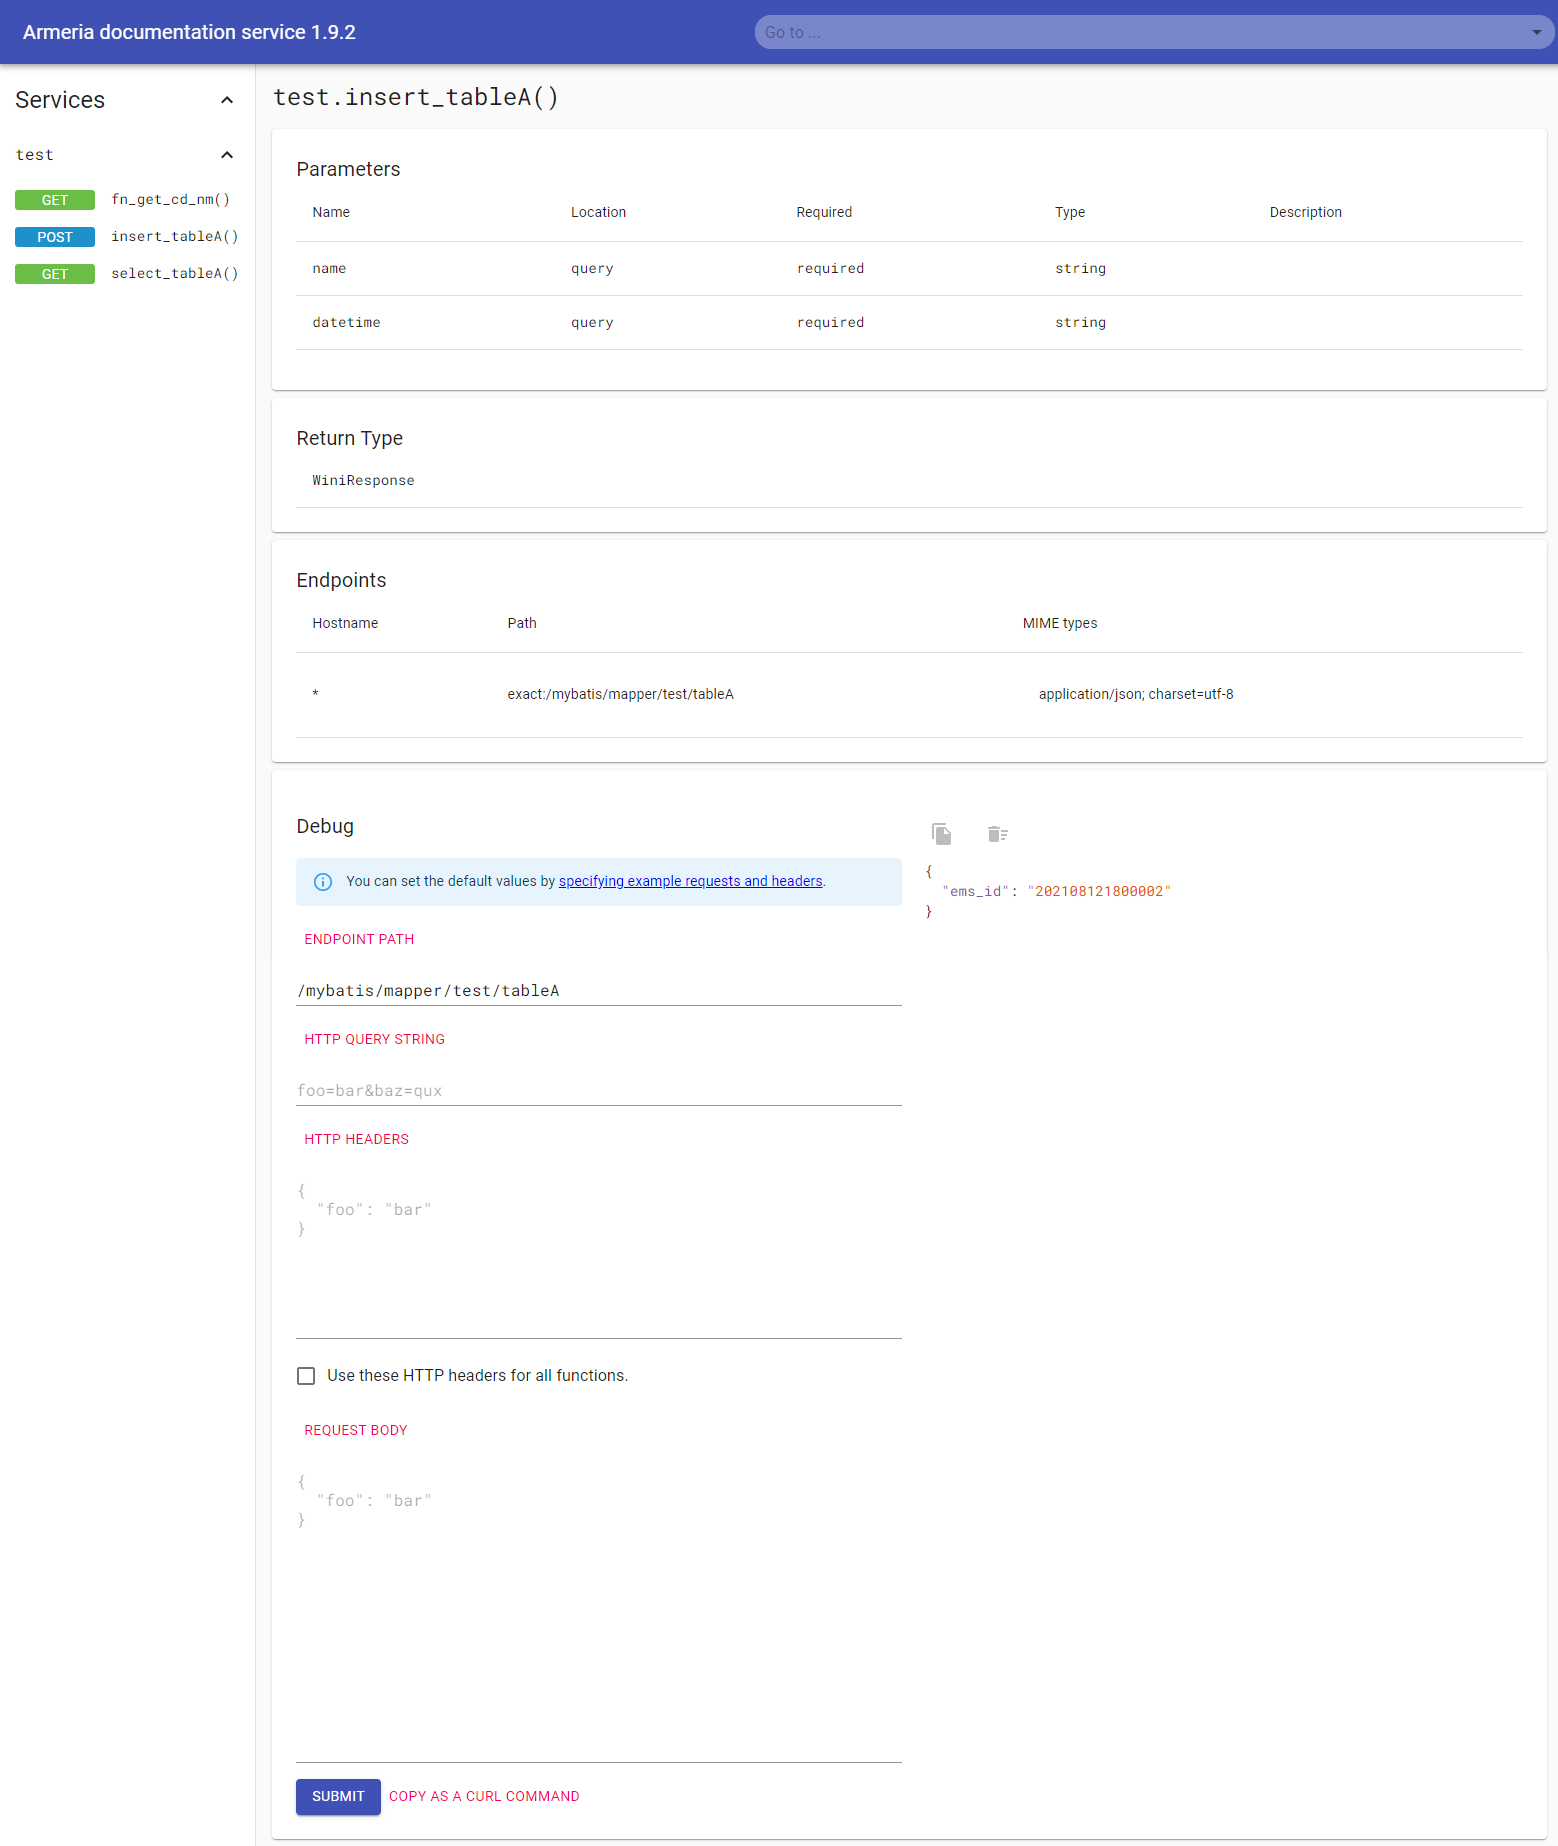 Armeria documentation service 1.9.2
Go to ...
Services
test
GET fn_get_cd_nm()
POST insert_tableA()
GET select_tableA()
test.insert_tableA()
Parameters
Name Location Required Type Description
name query required string
datetime query required string
Return Type
WiniResponse
Endpoints
Hostname Path MIME types
* exact:/mybatis/mapper/test/tableA application/json; charset=utf-8
Debug
You can set the default values by specifying example requests and headers.
ENDPOINT PATH
/mybatis/mapper/test/tableA
HTTP QUERY STRING
foo=bar&baz=qux
HTTP HEADERS
{
"foo": "bar"
}
Use these HTTP headers for all functions.
REQUEST BODY
{
"foo": "bar"
}
SUBMIT COPY AS A CURL COMMAND
{
"ems_id": "202108121800002"
}